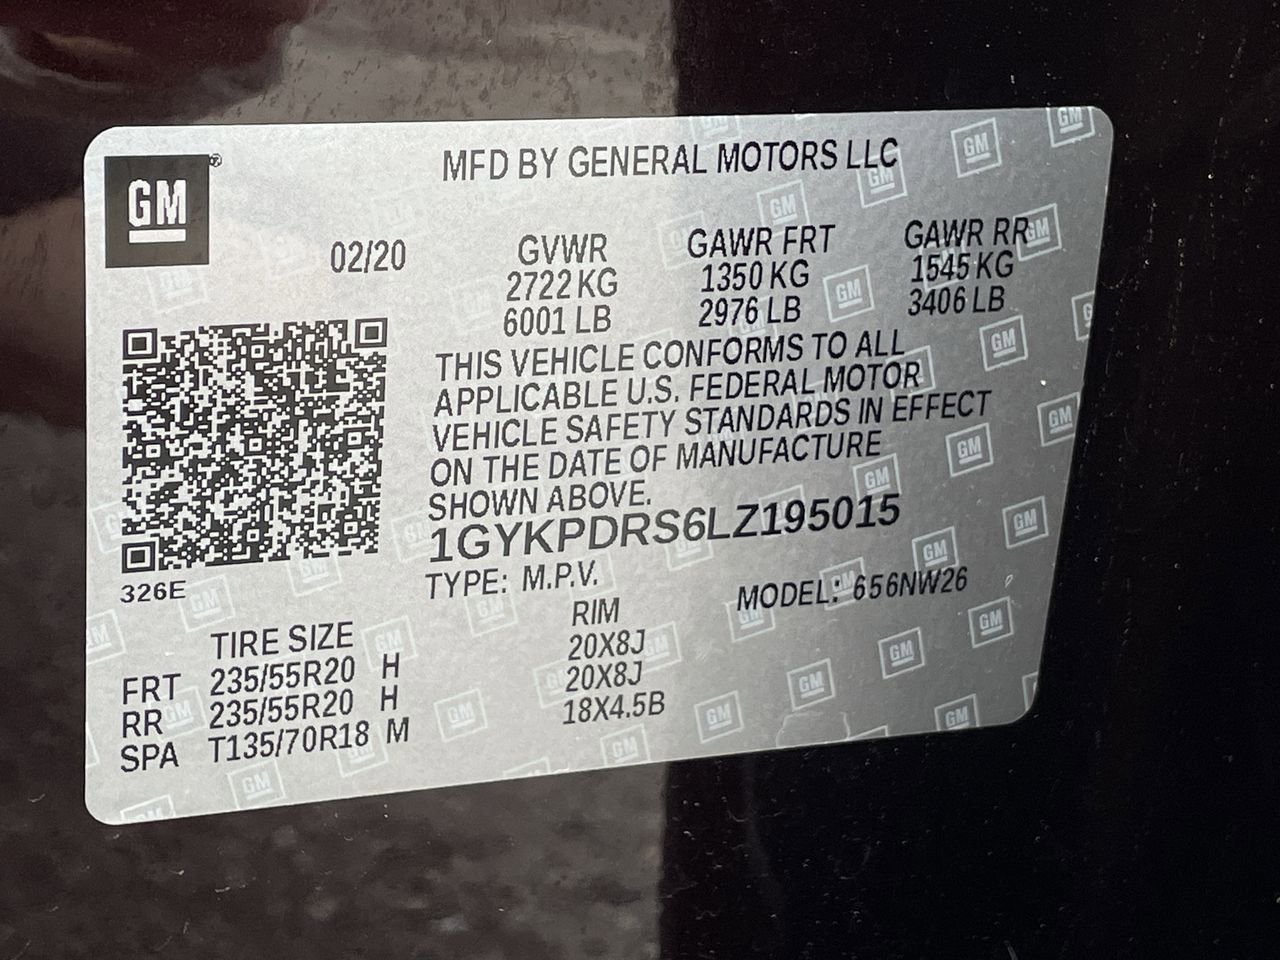 GM
MFD BY GENERAL MOTORS LLC
02/20
GVWR
2722 KG
6001 LB
GAWR FRT
1350 KG
2976 LB
GAWR RR
1545 KG
3406 LB
THIS VEHICLE CONFORMS TO ALL
APPLICABLE U.S. FEDERAL MOTOR
VEHICLE SAFETY STANDARDS IN EFFECT
ON THE DATE OF MANUFACTURE
SHOWN ABOVE.
1GYKPDRS6LZ195015
TYPE: M.P.V.
MODEL: 656NW26
326E
TIRE SIZE RIM
FRT 235/55R20 H 20X8J
RR 235/55R20 H 20X8J
SPA T135/70R18 M 18X4.5B